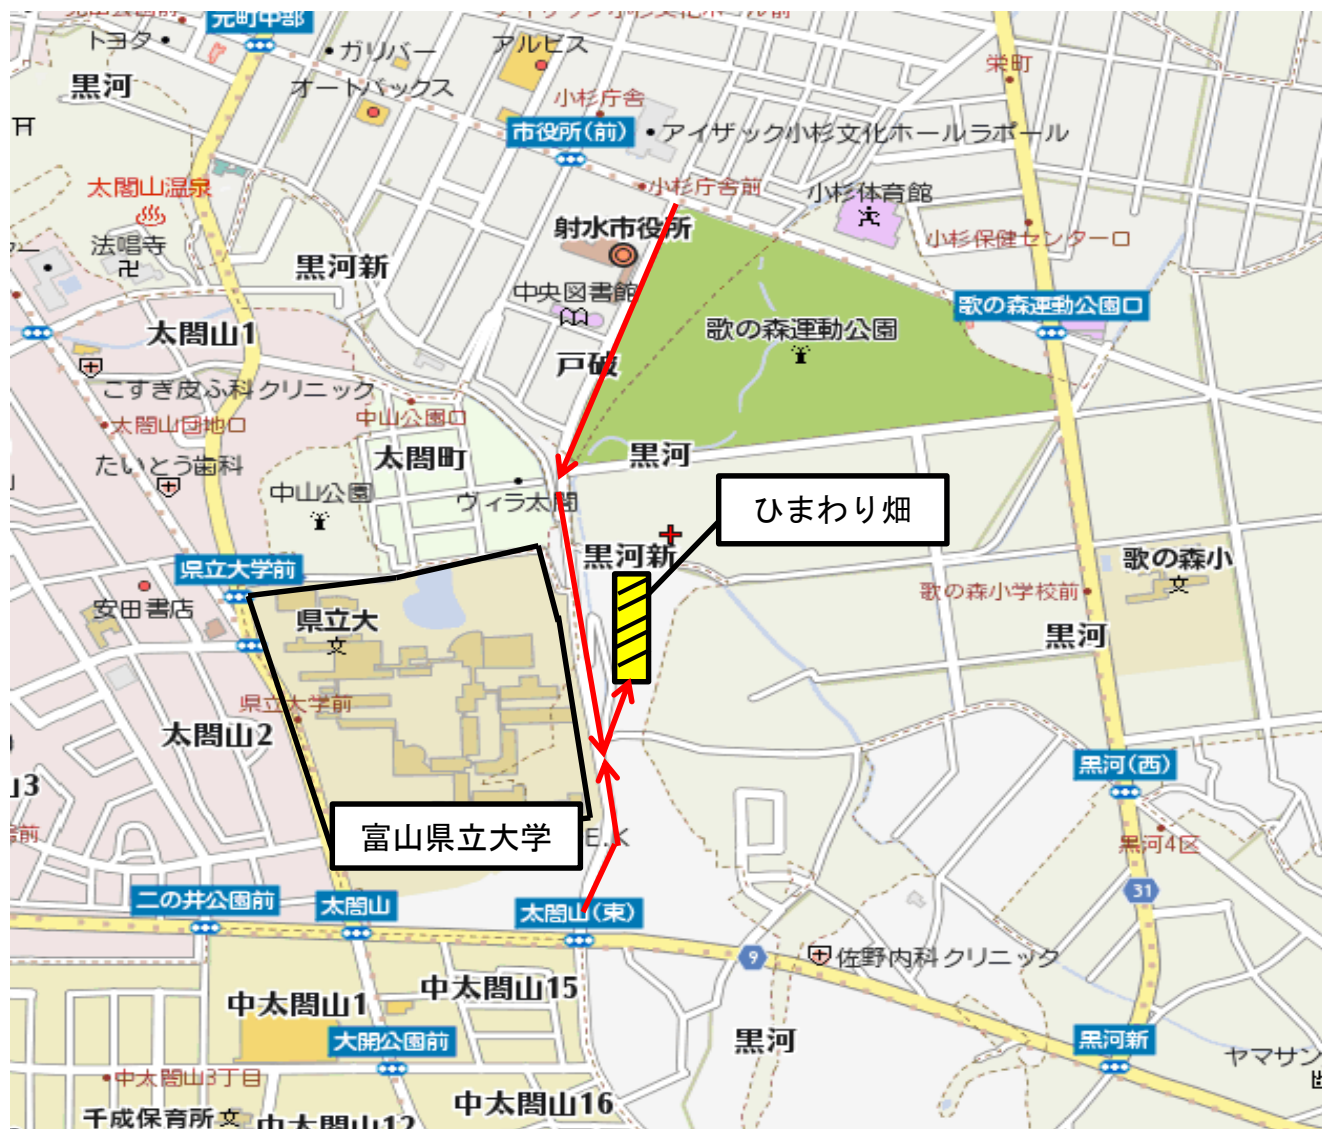 元町中部
トヨタ
ガリバー
アルビス
栄町
黒河
オートバックス
小杉庁舎
市役所(前)
アイザック小杉文化ホールラポール
太閤山温泉
小杉庁舎前
小杉体育館
法唱寺
射水市役所
小杉保健センター口
黒河新
中央図書館
歌の森運動公園口
太閤山1
歌の森運動公園
戸破
こすぎ皮ふ科クリニック
太閤山団地口
中山公園口
太閤町
黒河
たいとう歯科
中山公園
ヴィラ太閤
ひまわり畑
黒河新
歌の森小
県立大学前
安田書店
県立大
歌の森小学校前
黒河
県立大学前
太閤山2
黒河(西)
富山県立大学
黒河4区
31
二の井公園前
太閤山
太閤山(東)
9
佐野内科クリニック
中太閤山1
中太閤山15
大開公園前
黒河
黒河新
ヤマサン
中太閤山3丁目
千成保育所
中太閤山16
中太閤山12